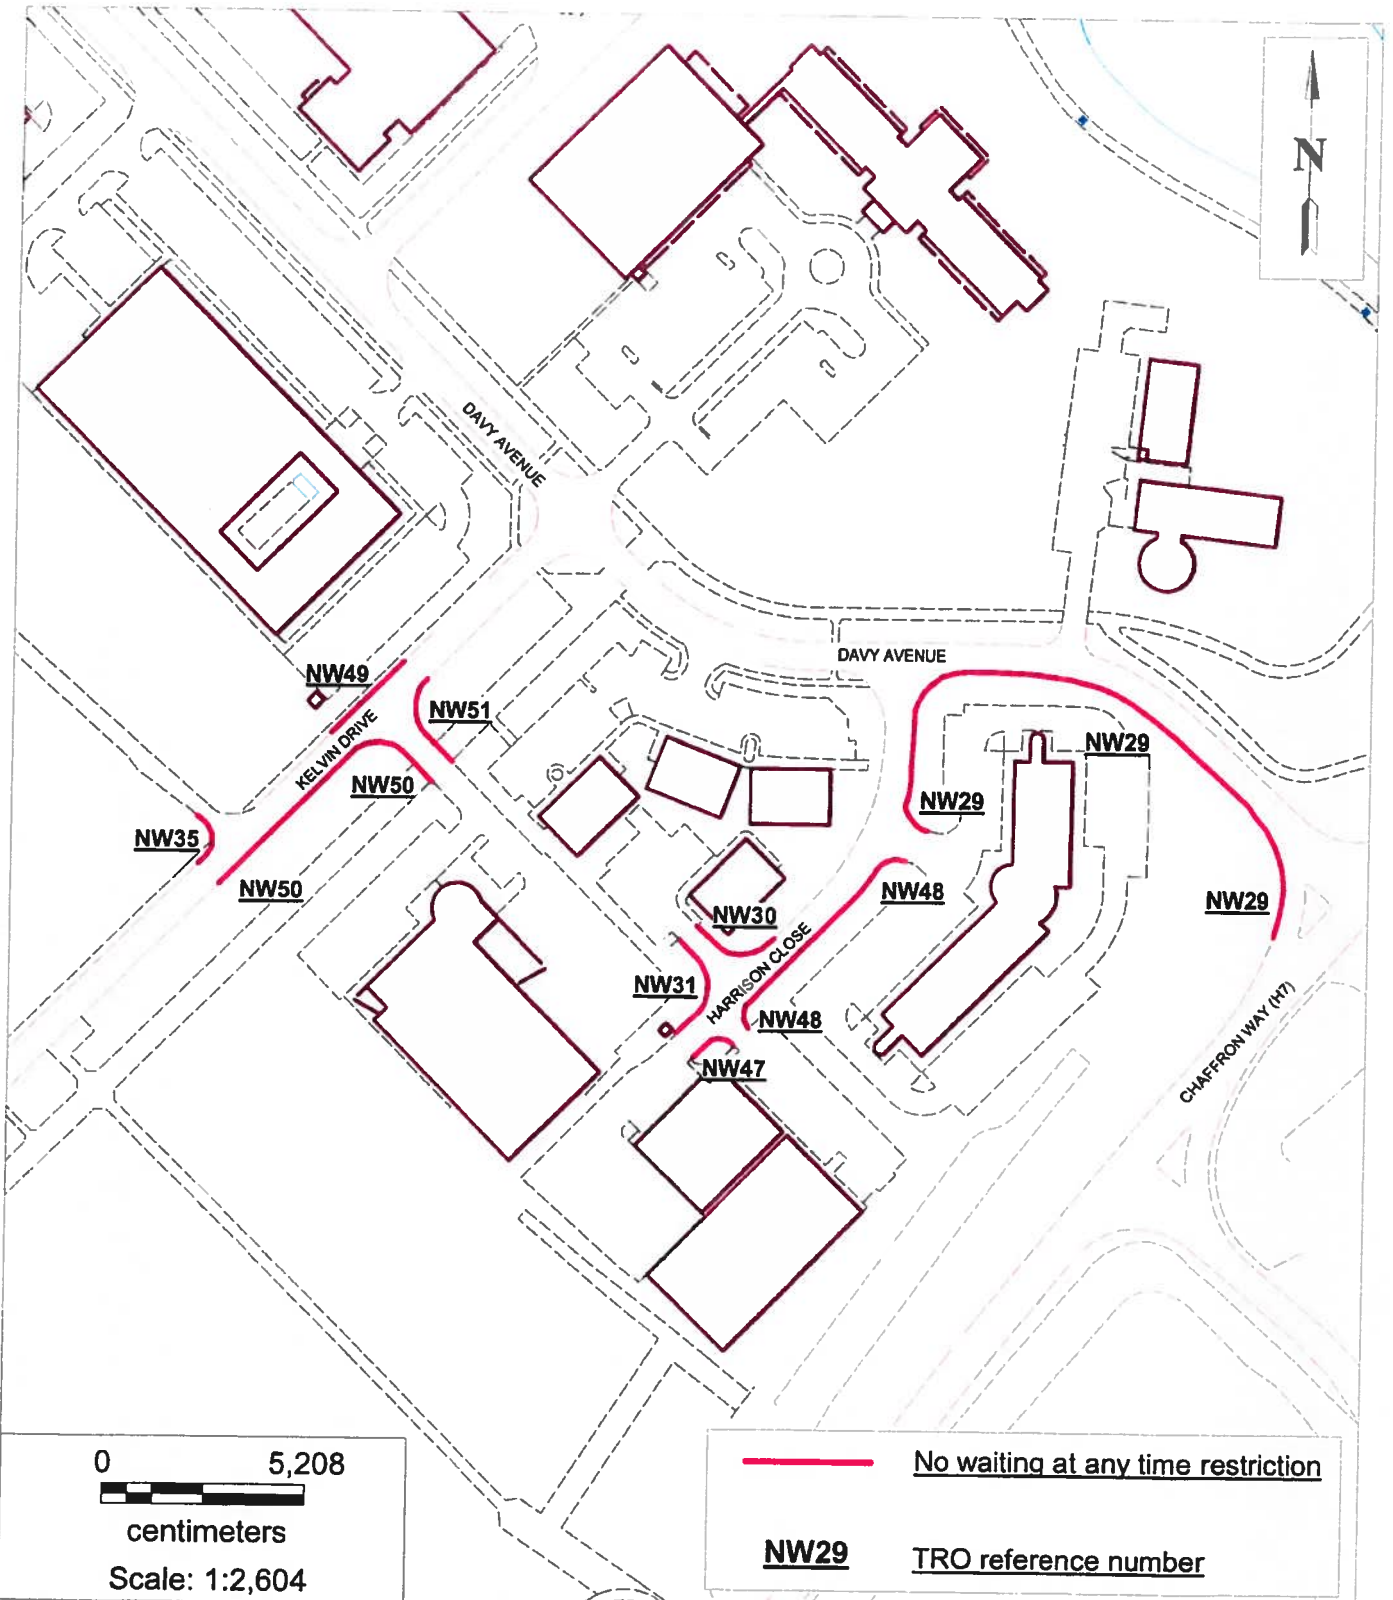 N
DAVY AVENUE
DAVY AVENUE
NW49
NW51
KELVIN DRIVE
NW29
NW50
NW29
NW35
NW50
NW48
NW29
NW30
HARRISON CLOSE
NW31
NW48
CHAFFRON WAY (H7)
NW47
0 5,208
centimeters
Scale: 1:2,604
No waiting at any time restriction
NW29 TRO reference number